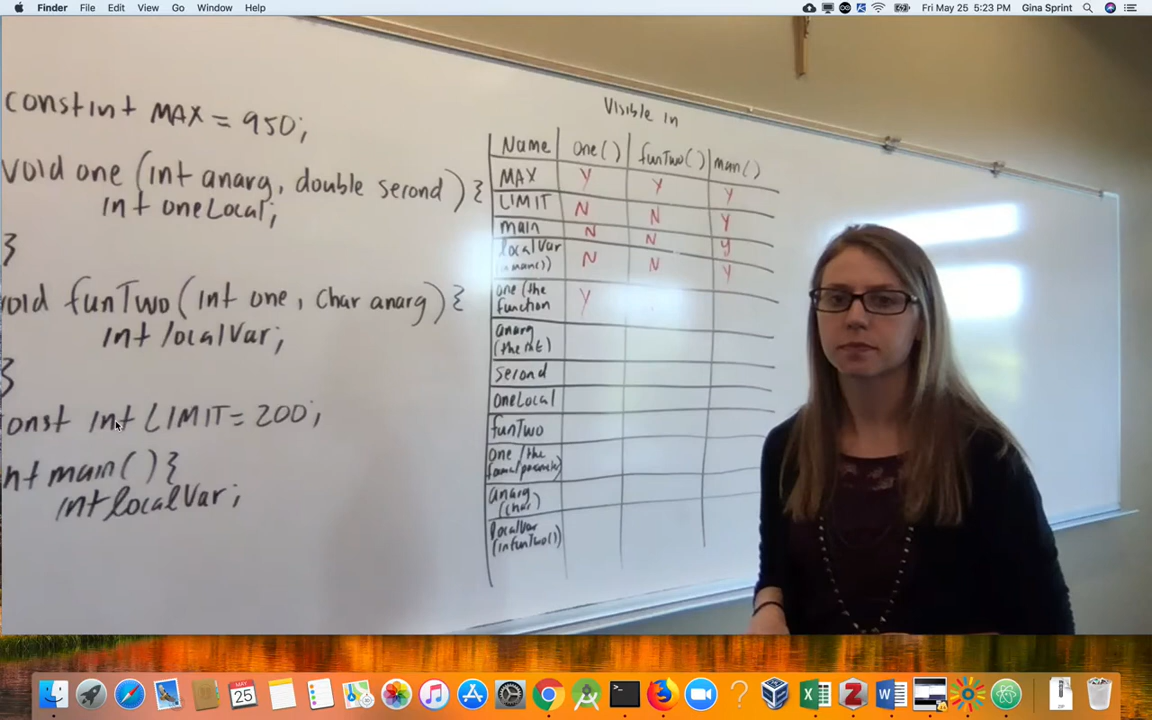 Finder File Edit View Go Window Help
Fri May 25 5:23 PM Gina Sprint
const int MAX = 950;
void one (int anarg, double second) {
int oneLocal;
}
void funTwo (int one, char anarg) {
int localVar;
}
const int LIMIT = 200;
int main() {
int localVar;
Visible in
Name one() funTwo() main()
MAX Y Y Y
LIMIT N N Y
main N N Y
localVar (in main()) N N Y
one (the function Y
anarg (the int)
second
oneLocal
funTwo
one (the
anarg (char)
localVar (in funTwo())
MAY
25